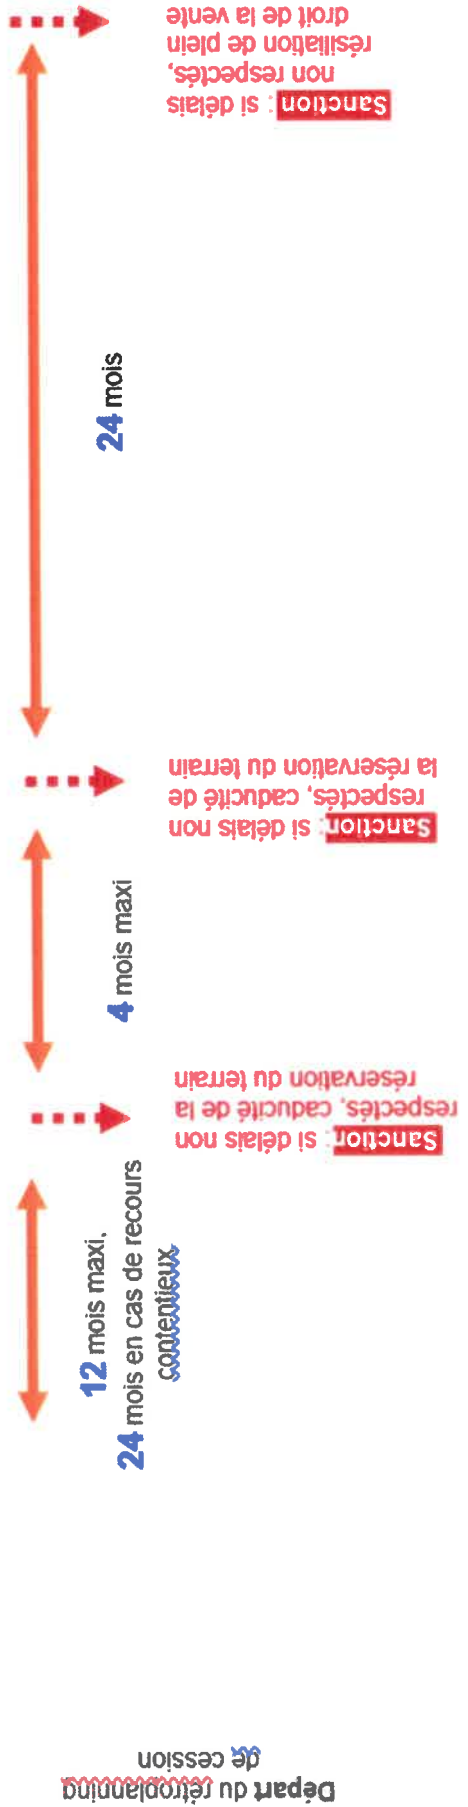 Départ du rétroplanning
de cession
12 mois maxi,
24 mois en cas de recours
contentieux
Sanction : si délais non
respectés, caducité de la
réservation du terrain
4 mois maxi
Sanction : si délais non
respectés, caducité de
la réservation du terrain
24 mois
Sanction : si délais
non respectés,
résiliation de plein
droit de la vente